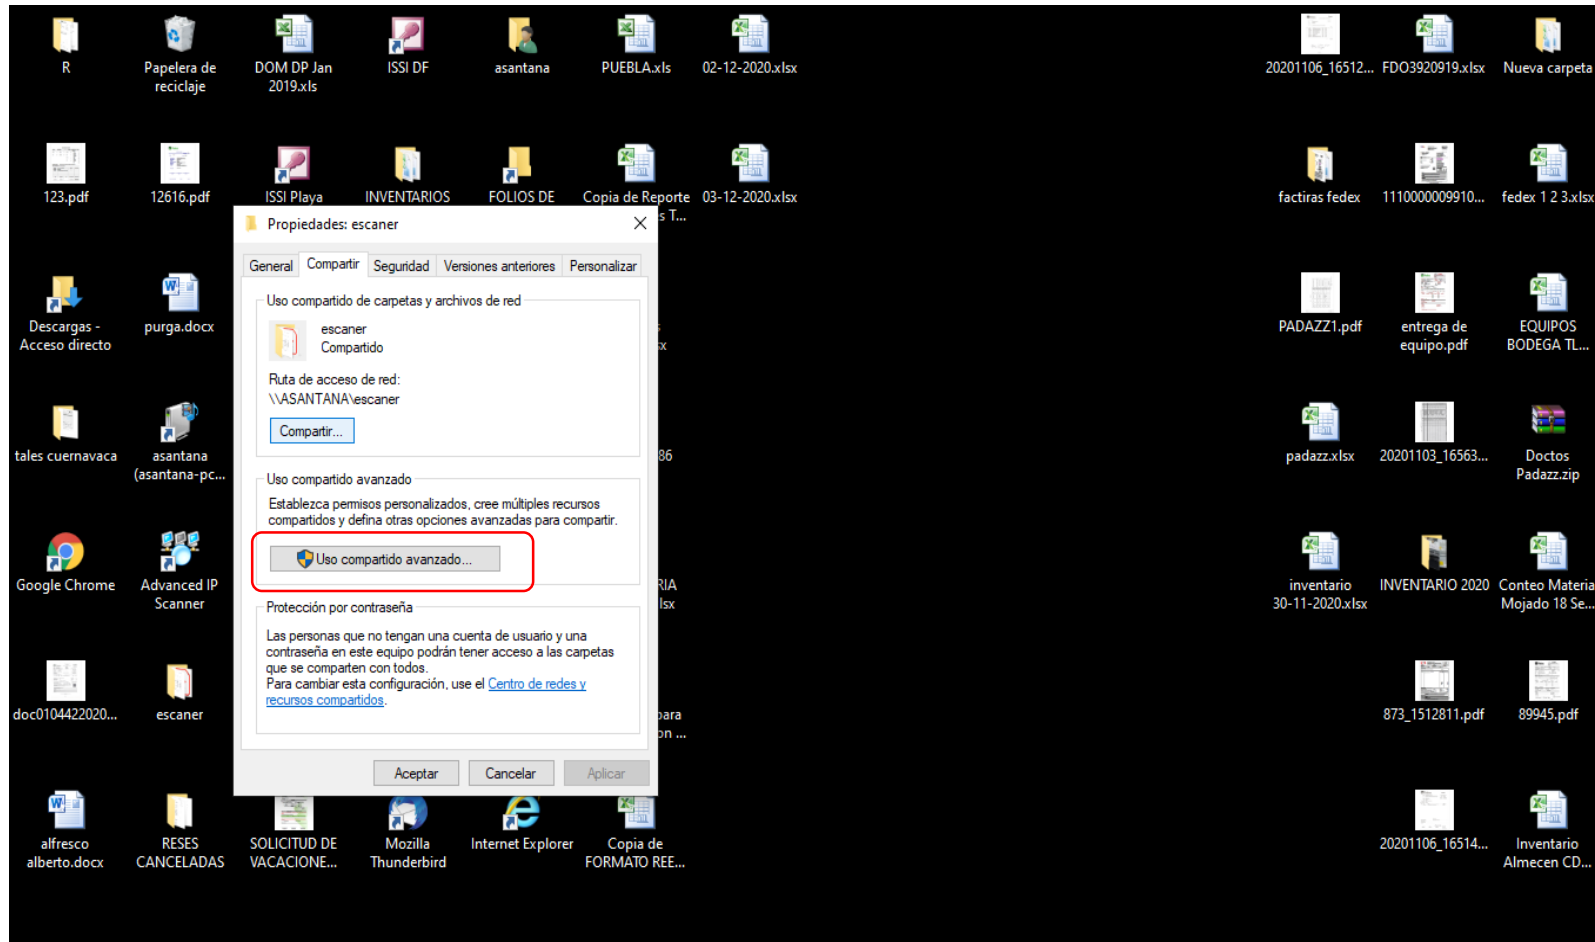 R
Papelera de
reciclaje
DOM DP Jan
2019.xls
ISSI DF
asantana
PUEBLA.xls
02-12-2020.xlsx
20201106_16512...
FDO3920919.xlsx
Nueva carpeta
123.pdf
12616.pdf
ISSI Playa
INVENTARIOS
FOLIOS DE
Copia de Reporte
s T...
03-12-2020.xlsx
factiras fedex
1110000009910...
fedex 1 2 3.xlsx
Propiedades: escaner
General
Compartir
Seguridad
Versiones anteriores
Personalizar
Uso compartido de carpetas y archivos de red
escaner
Compartido
Ruta de acceso de red:
\\ASANTANA\escaner
Compartir...
Uso compartido avanzado
Establezca permisos personalizados, cree múltiples recursos
compartidos y defina otras opciones avanzadas para compartir.
Uso compartido avanzado...
Protección por contraseña
Las personas que no tengan una cuenta de usuario y una
contraseña en este equipo podrán tener acceso a las carpetas
que se comparten con todos.
Para cambiar esta configuración, use el Centro de redes y
recursos compartidos.
Aceptar
Cancelar
Aplicar
Descargas -
Acceso directo
purga.docx
PADAZZ1.pdf
entrega de
equipo.pdf
EQUIPOS
BODEGA TL...
tales cuernavaca
asantana
(asantana-pc...
86
padazz.xlsx
20201103_16563...
Doctos
Padazz.zip
Google Chrome
Advanced IP
Scanner
RIA
lsx
inventario
30-11-2020.xlsx
INVENTARIO 2020
Conteo Materia
Mojado 18 Se...
doc0104422020...
escaner
para
on ...
873_1512811.pdf
89945.pdf
alfresco
alberto.docx
RESES
CANCELADAS
SOLICITUD DE
VACACIONE...
Mozilla
Thunderbird
Internet Explorer
Copia de
FORMATO REE...
20201106_16514...
Inventario
Almecen CD...